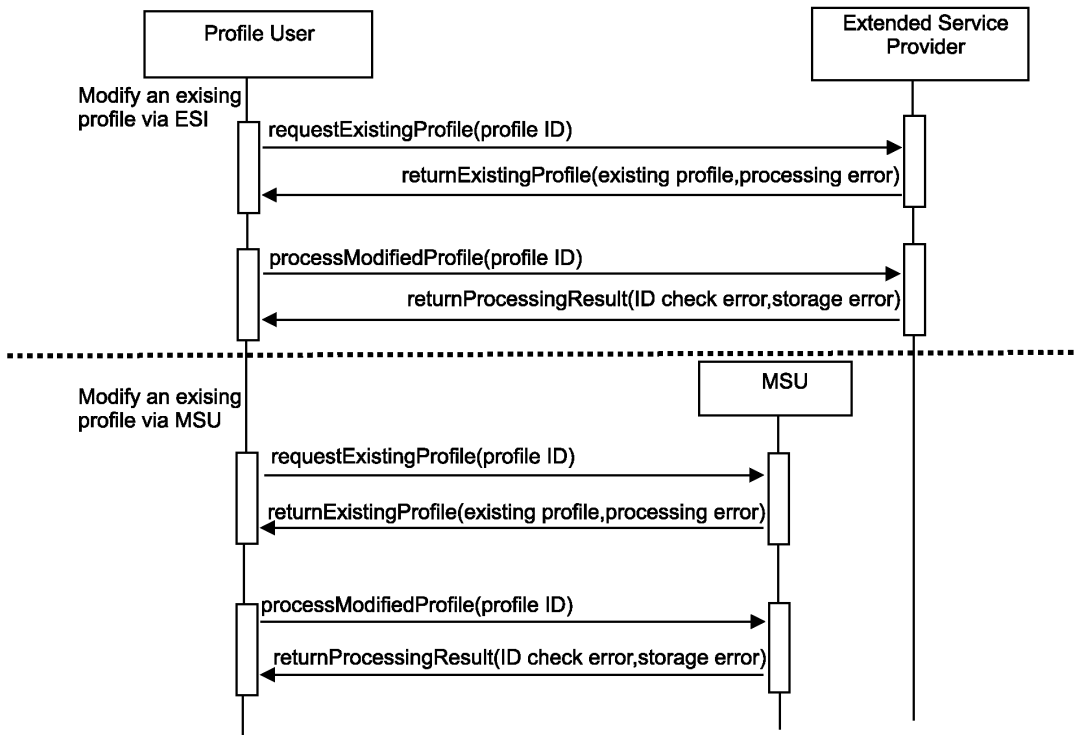 Profile User
Extended Service
Provider
Modify an exising
profile via ESI
requestExistingProfile(profile ID)
returnExistingProfile(existing profile,processing error)
processModifiedProfile(profile ID)
returnProcessingResult(ID check error,storage error)
Modify an exising
profile via MSU
MSU
requestExistingProfile(profile ID)
returnExistingProfile(existing profile,processing error)
processModifiedProfile(profile ID)
returnProcessingResult(ID check error,storage error)